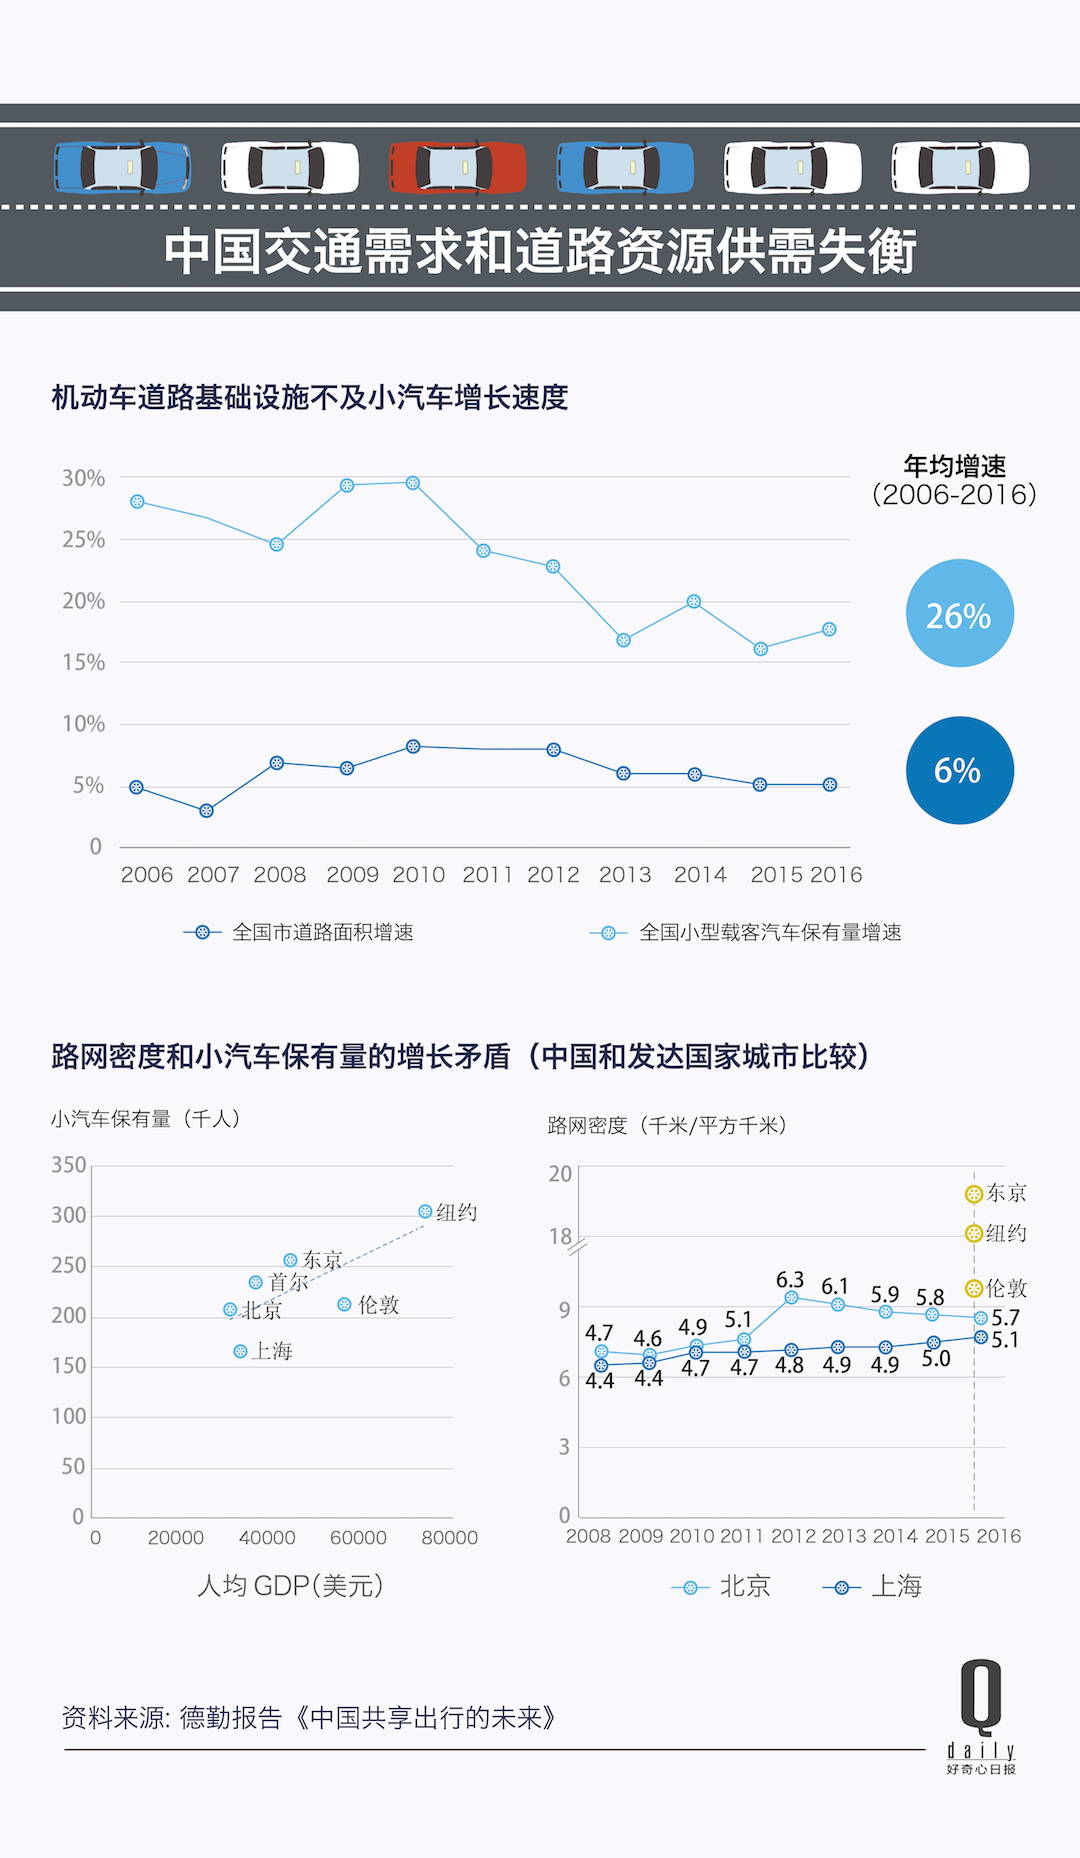 中国交通需求和道路资源供需失衡
机动车道路基础设施不及小汽车增长速度
年均增速
（2006-2016）
30%
25%
20%
15%
10%
5%
0
26%
6%
2006 2007 2008 2009 2010 2011 2012 2013 2014 2015 2016
全国市道路面积增速 全国小型载客汽车保有量增速
路网密度和小汽车保有量的增长矛盾（中国和发达国家城市比较）
小汽车保有量（千人）
350
300
250
200
150
100
50
0
纽约
东京
首尔
北京
伦敦
上海
0 20000 40000 60000 80000
人均 GDP（美元）
路网密度（千米/平方千米）
20
18
9
6
3
0
东京
纽约
伦敦
4.7 4.6 4.9 5.1 6.3 6.1 5.9 5.8 5.7
4.4 4.4 4.7 4.7 4.8 4.9 4.9 5.0 5.1
2008 2009 2010 2011 2012 2013 2014 2015 2016
北京 上海
资料来源: 德勤报告《中国共享出行的未来》
Q
daily
好奇心日报